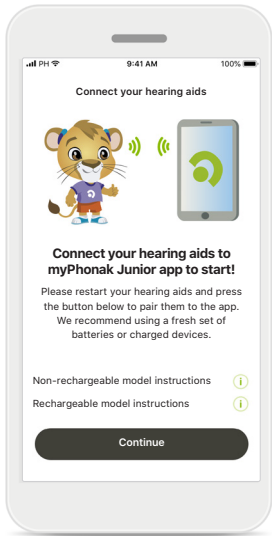 PH 9:41 AM 100%
Connect your hearing aids
Connect your hearing aids to
myPhonak Junior app to start!
Please restart your hearing aids and press
the button below to pair them to the app.
We recommend using a fresh set of
batteries or charged devices.
Non-rechargeable model instructions i
Rechargeable model instructions i
Continue